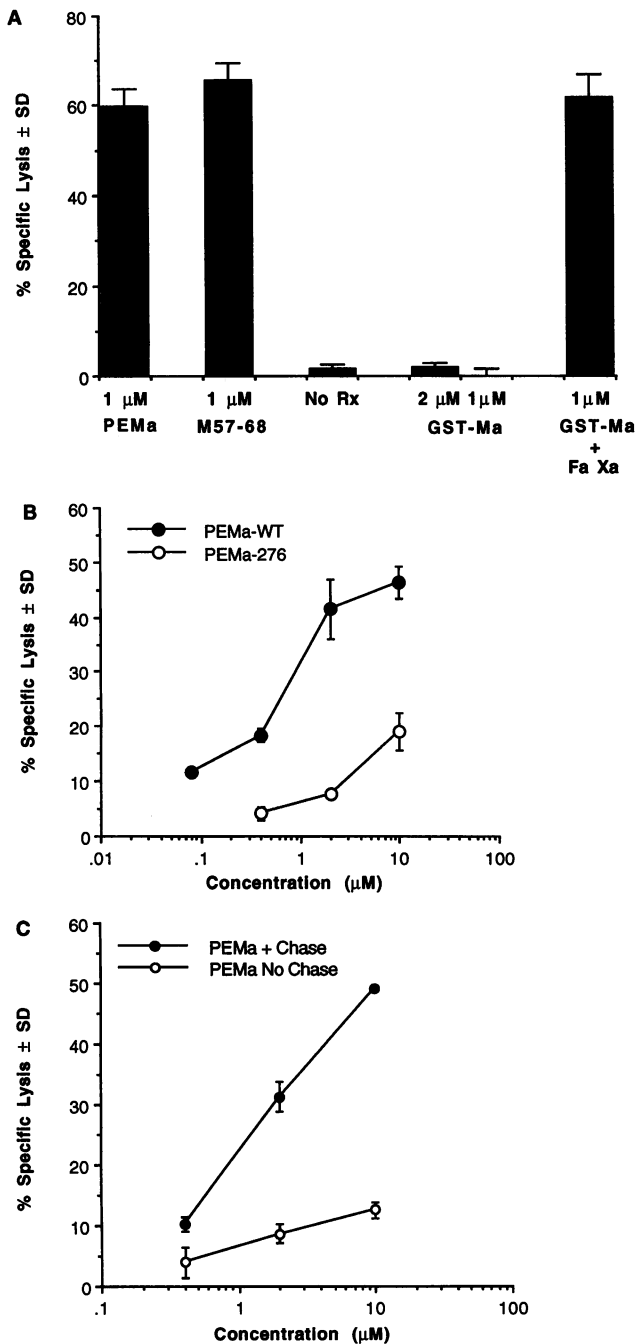 A
% Specific Lysis ± SD
80
60
40
20
0
1 μM
PEMa
1 μM
M57-68
No Rx
2 μM 1μM
GST-Ma
1μM
GST-Ma
+
Fa Xa
B
PEMa-WT
PEMa-276
% Specific Lysis ± SD
60
50
40
30
20
10
0
.01 .1 1 10 100
Concentration (μM)
C
PEMa + Chase
PEMa No Chase
% Specific Lysis ± SD
60
50
40
30
20
10
0
.1 1 10 100
Concentration (μM)